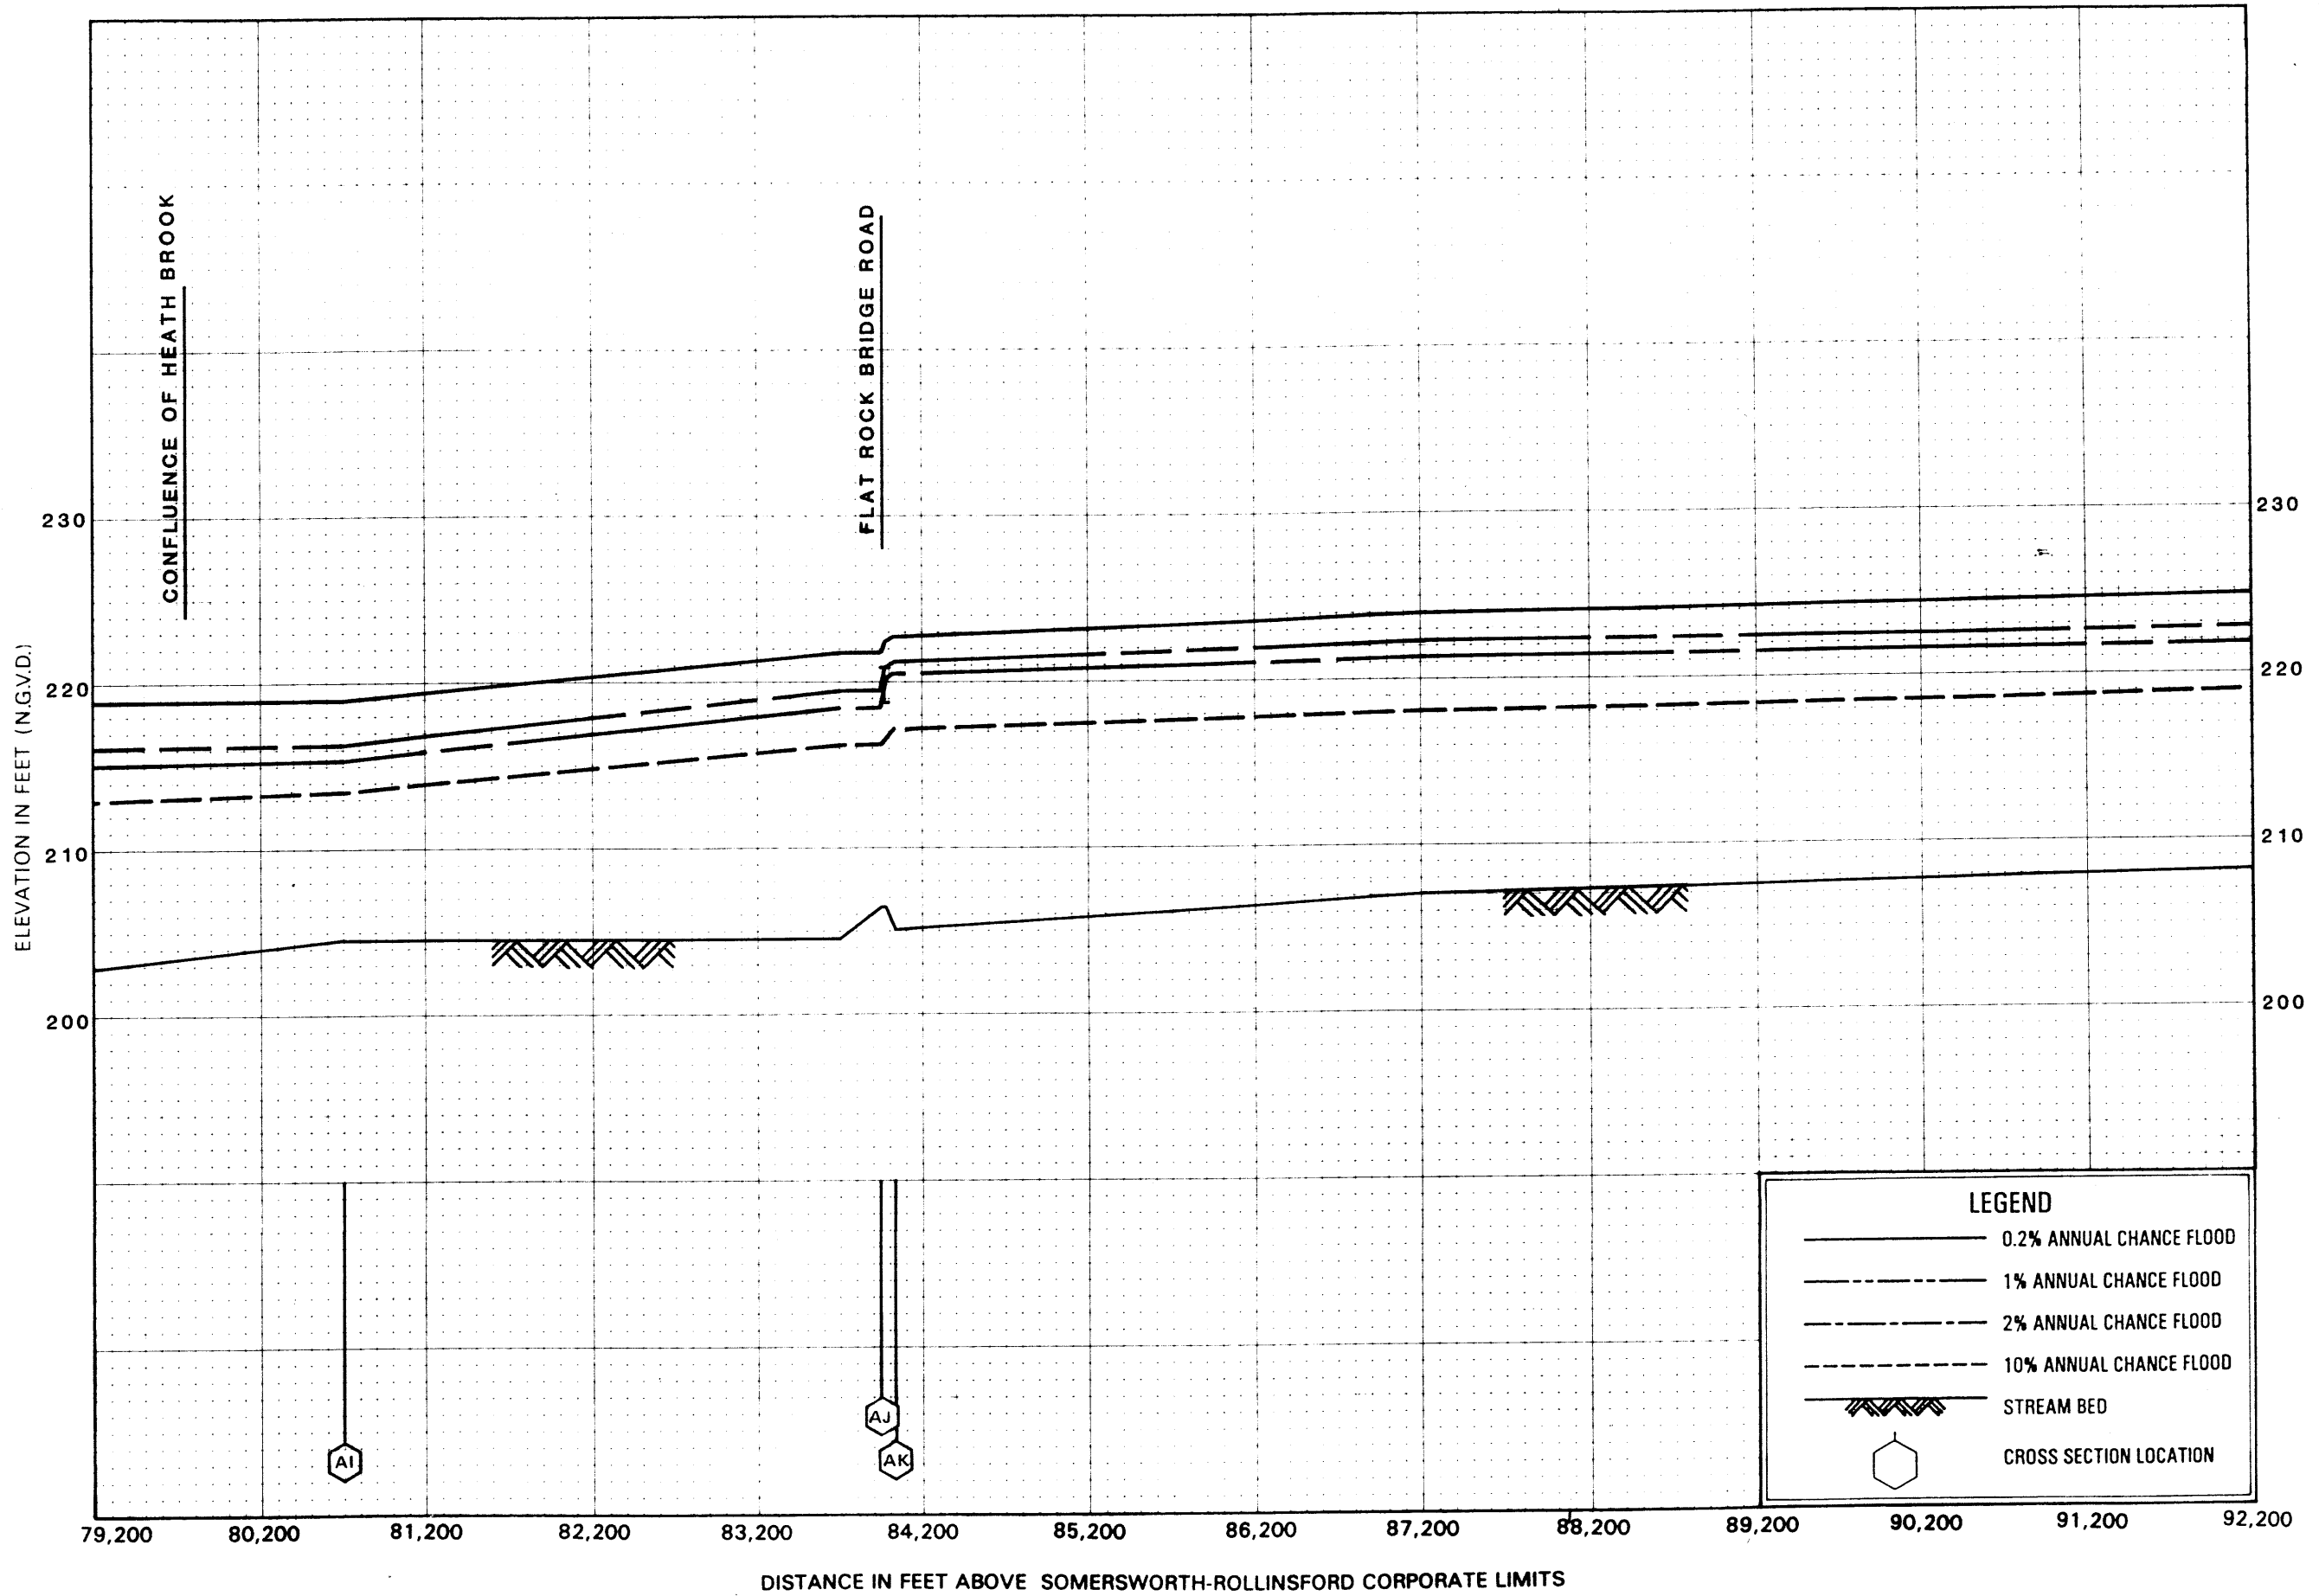 CONFLUENCE OF HEATH BROOK
FLAT ROCK BRIDGE ROAD
ELEVATION IN FEET (N.G.V.D.)
230
220
210
200
230
220
210
200
AI
AJ
AK
LEGEND
0.2% ANNUAL CHANCE FLOOD
1% ANNUAL CHANCE FLOOD
2% ANNUAL CHANCE FLOOD
10% ANNUAL CHANCE FLOOD
STREAM BED
CROSS SECTION LOCATION
79,200 80,200 81,200 82,200 83,200 84,200 85,200 86,200 87,200 88,200 89,200 90,200 91,200 92,200
DISTANCE IN FEET ABOVE SOMERSWORTH-ROLLINSFORD CORPORATE LIMITS